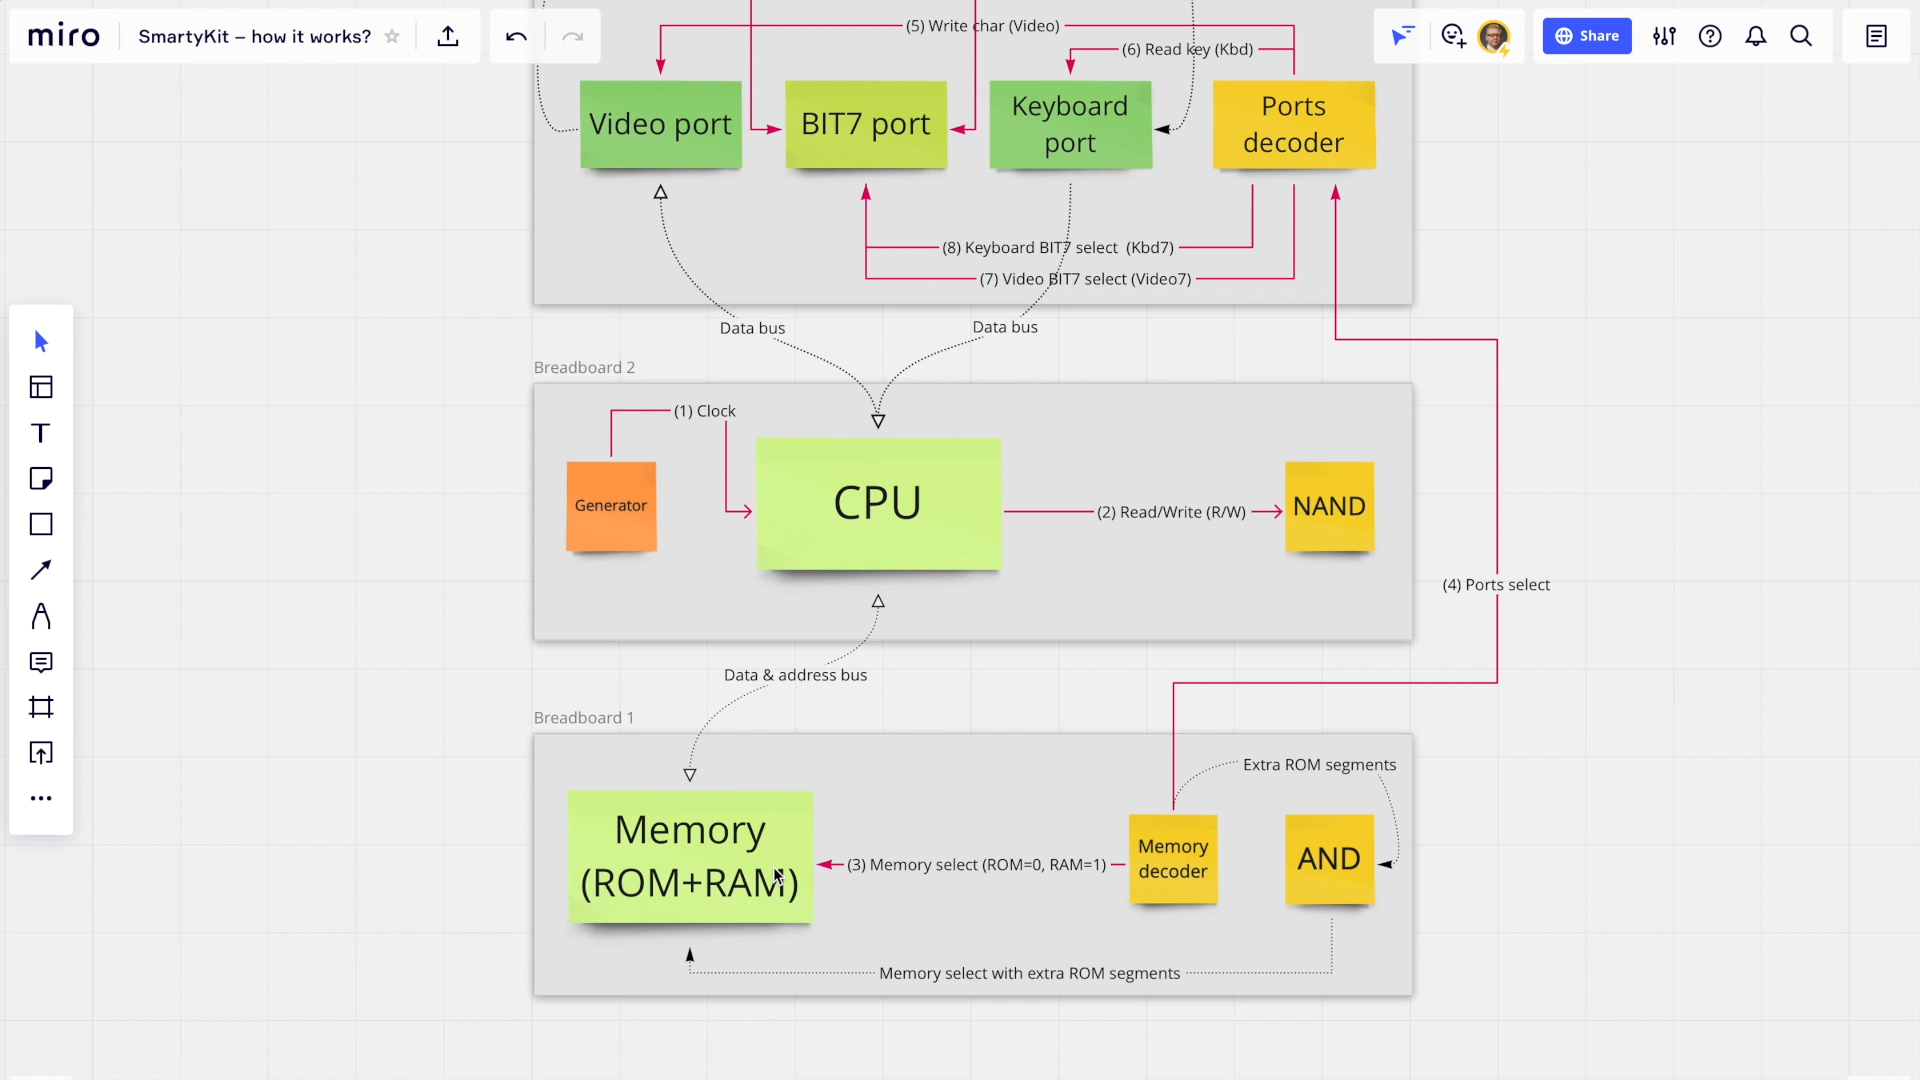 miro
SmartyKit – how it works?
Share
(5) Write char (Video)
(6) Read key (Kbd)
Video port
BIT7 port
Keyboard
port
Ports
decoder
(8) Keyboard BIT7 select (Kbd7)
(7) Video BIT7 select (Video7)
Data bus
Data bus
Breadboard 2
(1) Clock
Generator
CPU
(2) Read/Write (R/W)
NAND
(4) Ports select
Data & address bus
Breadboard 1
Extra ROM segments
Memory
(ROM+RAM)
(3) Memory select (ROM=0, RAM=1)
Memory
decoder
AND
Memory select with extra ROM segments